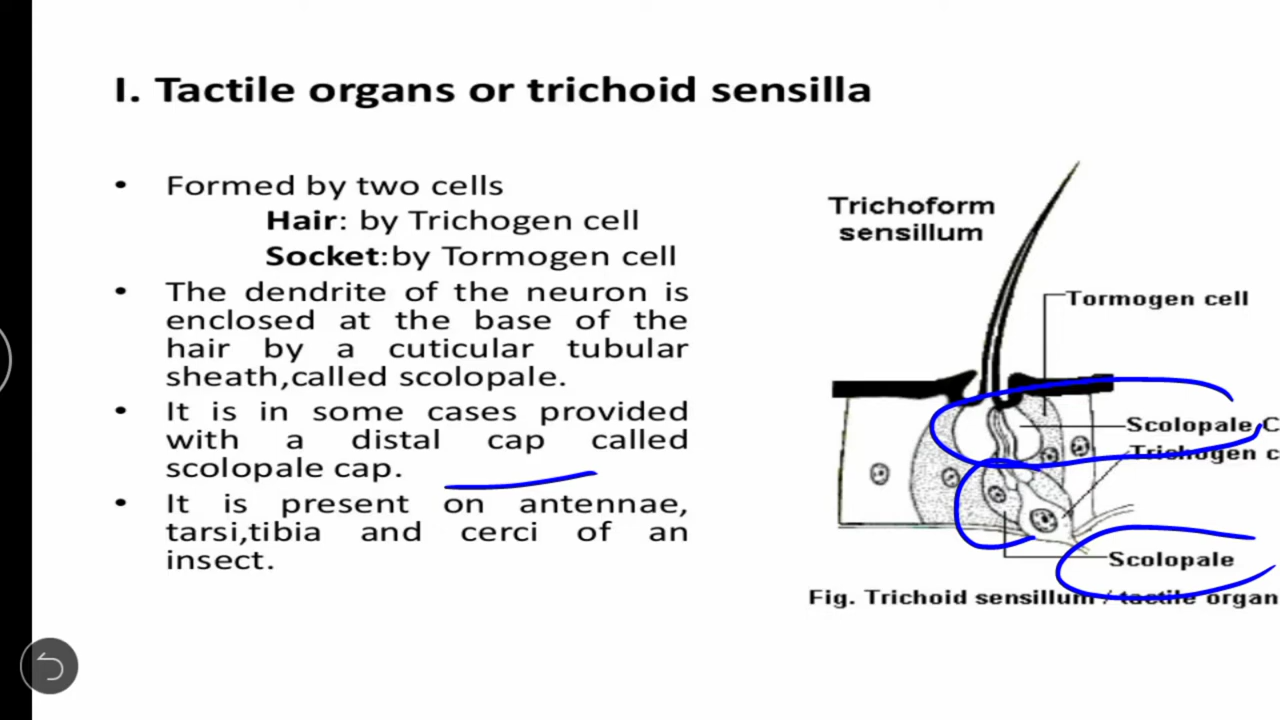 I. Tactile organs or trichoid sensilla
• Formed by two cells
Hair: by Trichogen cell
Socket:by Tormogen cell
• The dendrite of the neuron is
enclosed at the base of the
hair by a cuticular tubular
sheath,called scolopale.
• It is in some cases provided
with a distal cap called
scolopale cap.
• It is present on antennae,
tarsi,tibia and cerci of an
insect.
Trichoform
sensillum
Tormogen cell
Scolopale C
Trichogen c
Scolopale
Fig. Trichoid sensillum / tactile organ